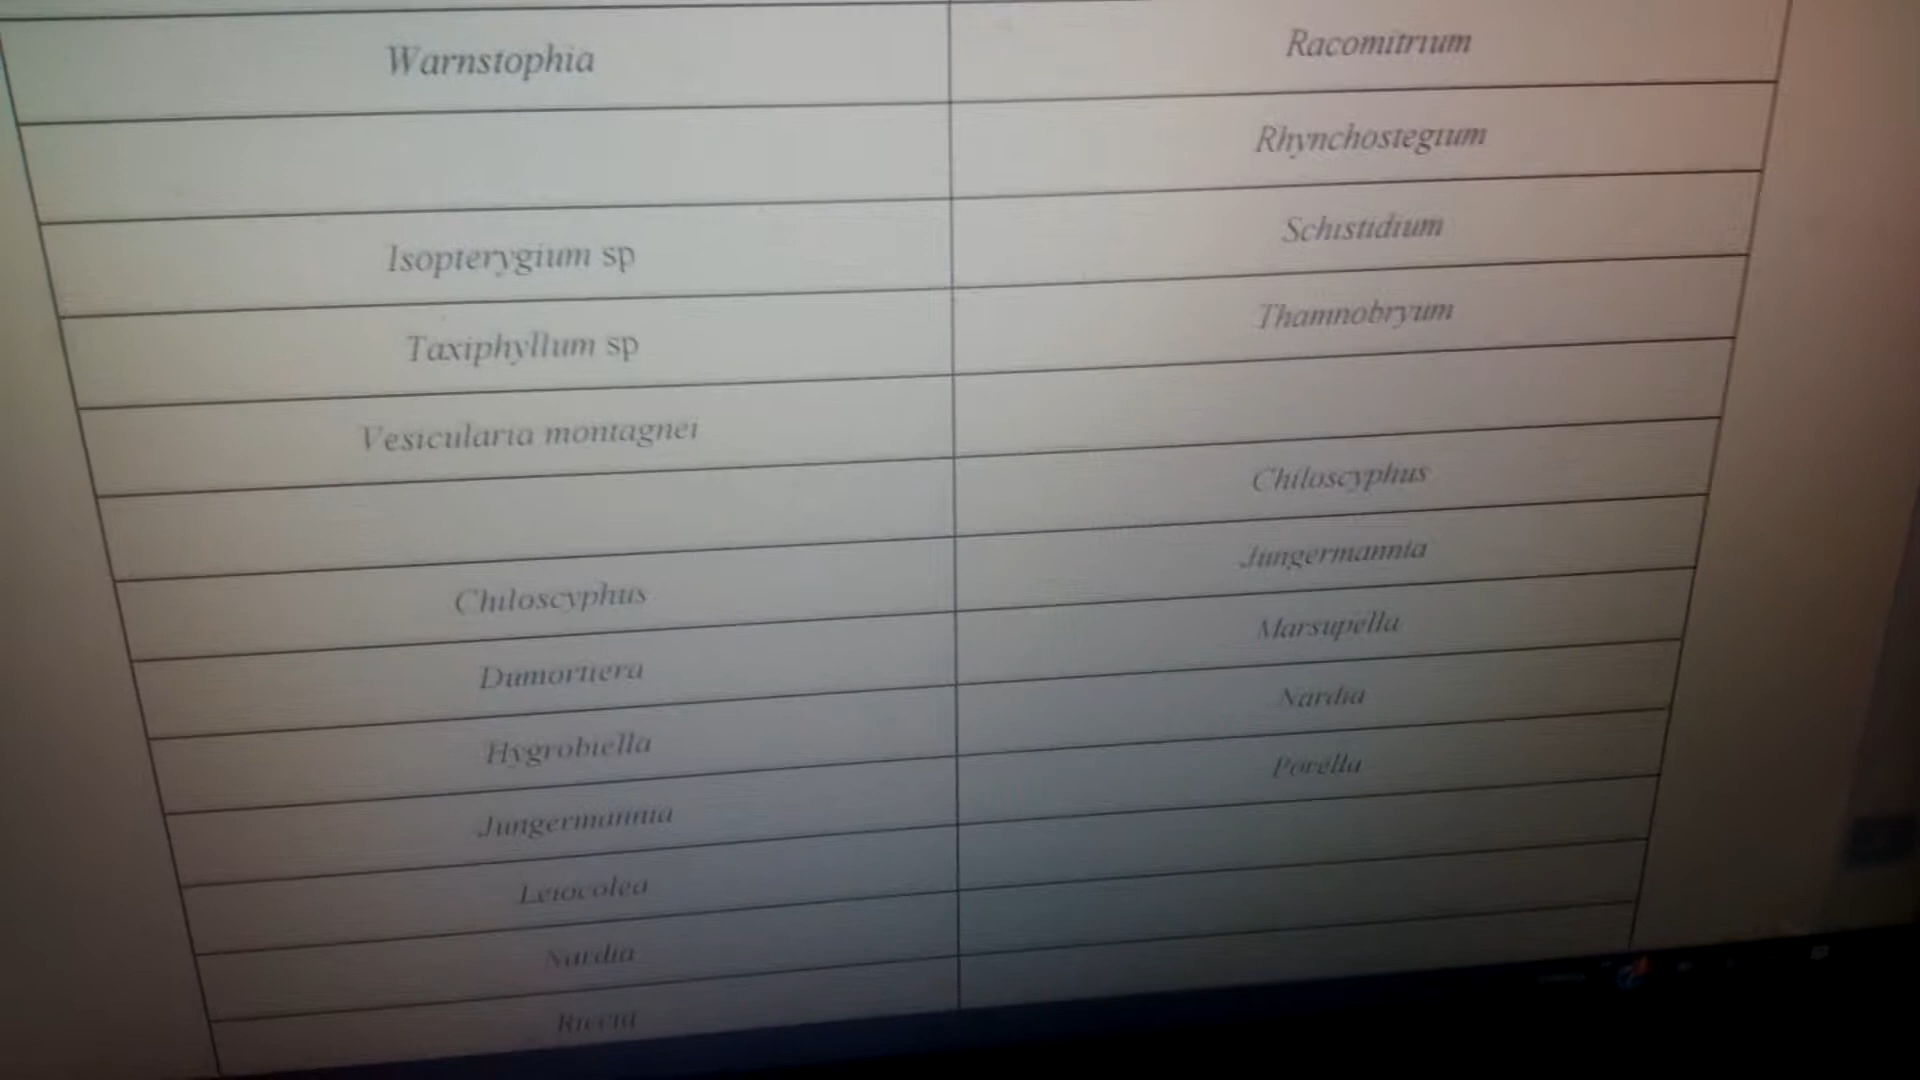 Warnstophia Racomitrium
Rhynchostegium
Isopterygium sp Schistidium
Taxiphyllum sp Thamnobryum
Vesicularia montagnei
Chiloscyphus
Chiloscyphus Jungermannia
Dumortiera Marsupella
Hygrobiella Nardia
Jungermannia Porella
Leiocolea
Nardia
Riccia